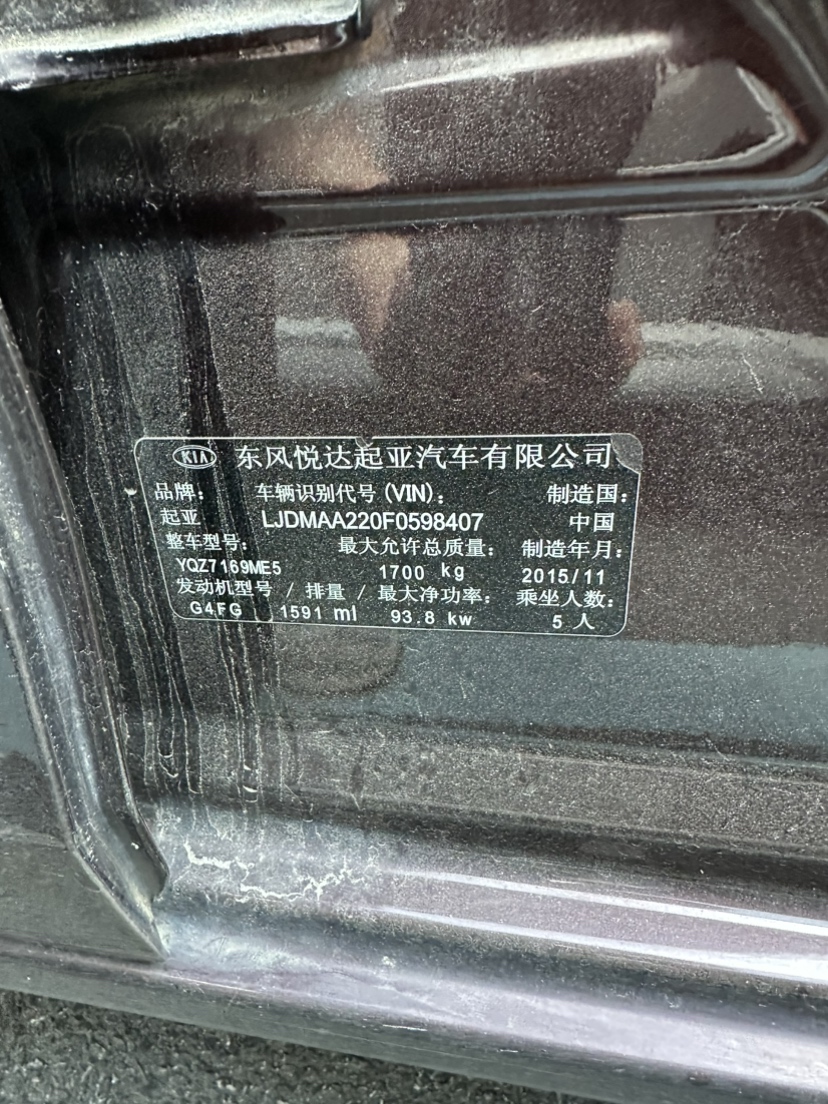 KIA 东风悦达起亚汽车有限公司
品牌: 车辆识别代号(VIN): 制造国:
起亚 LJDMAA220F0598407 中国
整车型号: 最大允许总质量: 制造年月:
YQZ7169ME5 1700 kg 2015/11
发动机型号 / 排量 / 最大净功率: 乘坐人数:
G4FG 1591 ml 93.8 kw 5 人